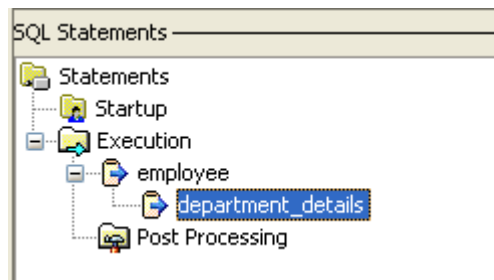 SQL Statements
Statements
Startup
Execution
employee
department_details
Post Processing